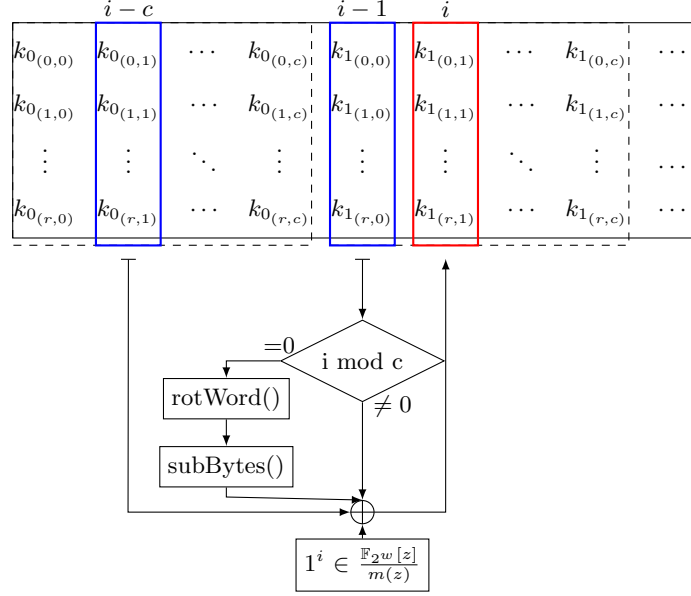 i − c i − 1 i
k₀₍₀,₀₎ k₀₍₀,₁₎ ⋯ k₀₍₀,c₎ k₁₍₀,₀₎ k₁₍₀,₁₎ ⋯ k₁₍₀,c₎ ⋯
k₀₍₁,₀₎ k₀₍₁,₁₎ ⋯ k₀₍₁,c₎ k₁₍₁,₀₎ k₁₍₁,₁₎ ⋯ k₁₍₁,c₎ ⋯
⋮ ⋮ ⋱ ⋮ ⋮ ⋮ ⋱ ⋮ ...
k₀₍r,₀₎ k₀₍r,₁₎ ⋯ k₀₍r,c₎ k₁₍r,₀₎ k₁₍r,₁₎ ⋯ k₁₍r,c₎ ⋯
=0
i mod c
rotWord()
≠ 0
subBytes()
1^i ∈ 𝔽_{2^w}[z]/m(z)